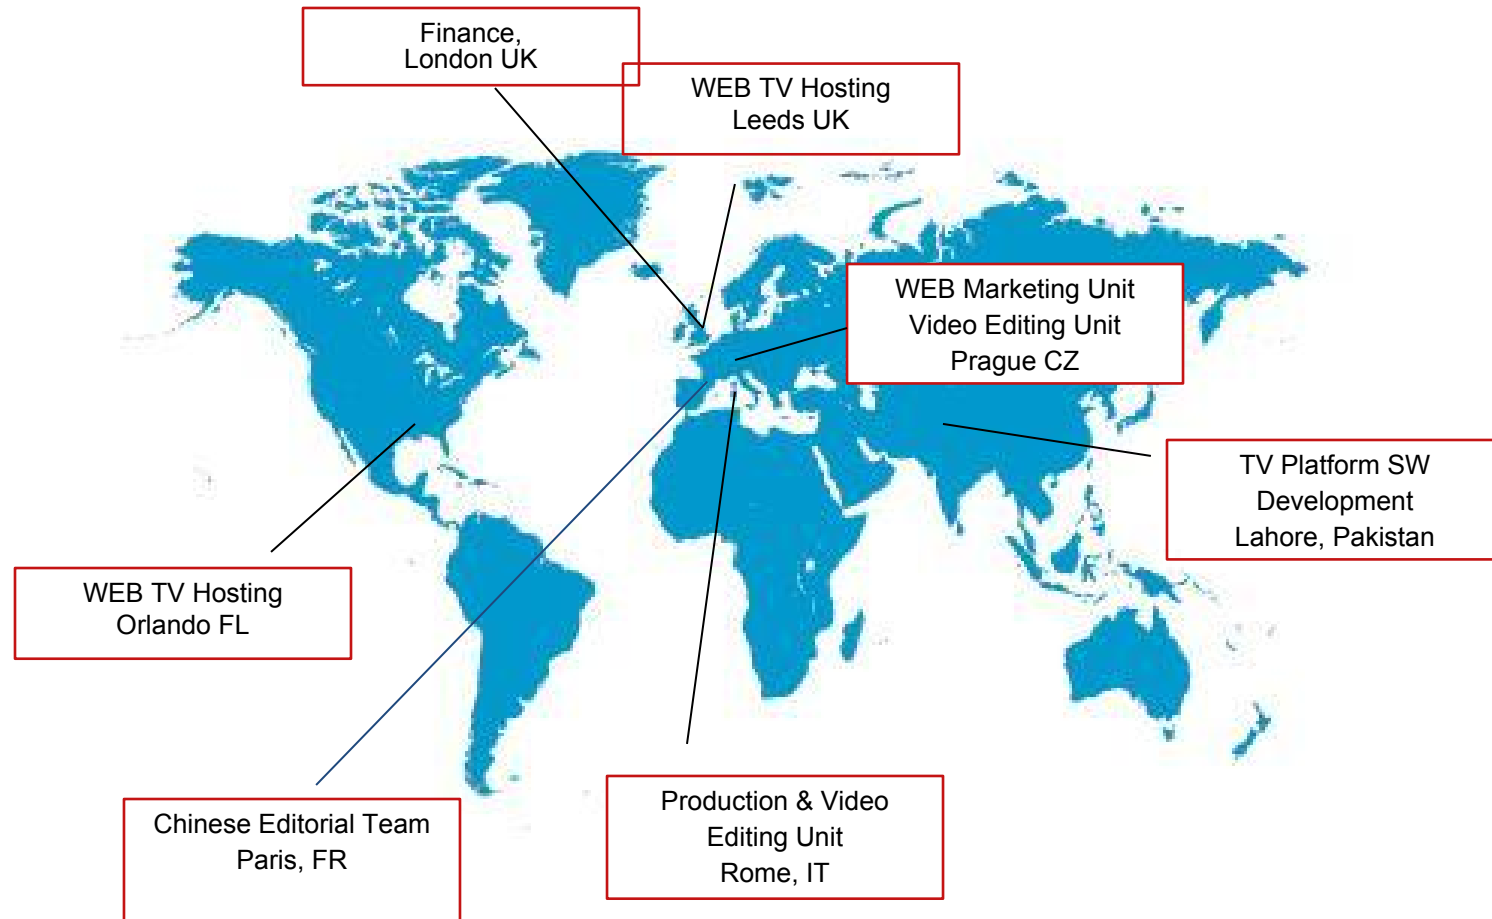 Finance,
London UK
WEB TV Hosting
Leeds UK
WEB Marketing Unit
Video Editing Unit
Prague CZ
TV Platform SW
Development
Lahore, Pakistan
WEB TV Hosting
Orlando FL
Chinese Editorial Team
Paris, FR
Production & Video
Editing Unit
Rome, IT